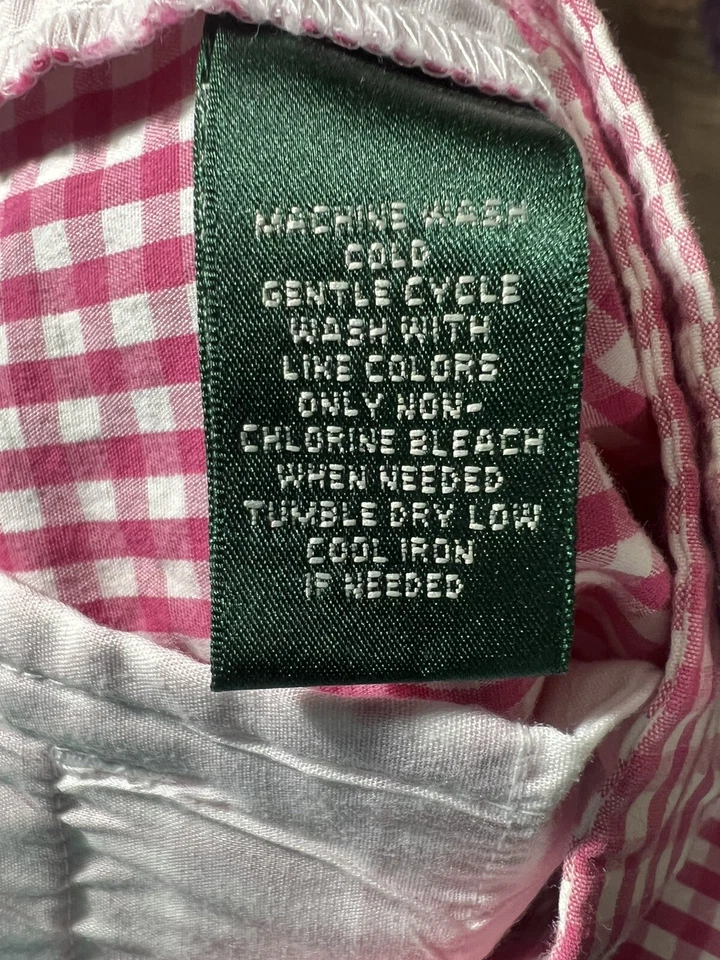 MACHINE WASH
COLD
GENTLE CYCLE
WASH WITH
LIKE COLORS
ONLY NON-
CHLORINE BLEACH
WHEN NEEDED
TUMBLE DRY LOW
COOL IRON
IF NEEDED